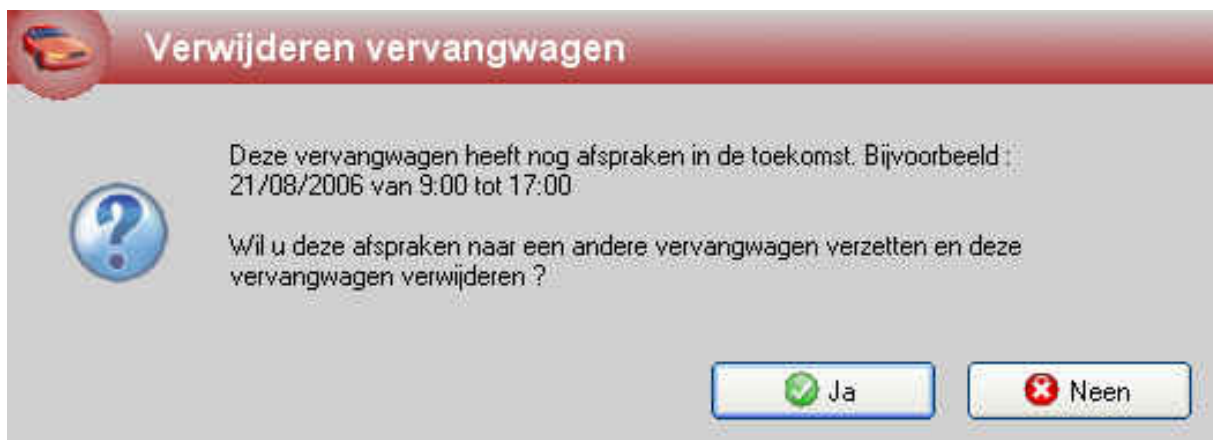 Verwijderen vervangwagen
Deze vervangwagen heeft nog afspraken in de toekomst. Bijvoorbeeld :
21/08/2006 van 9:00 tot 17:00
Wil u deze afspraken naar een andere vervangwagen verzetten en deze
vervangwagen verwijderen ?
Ja
Neen